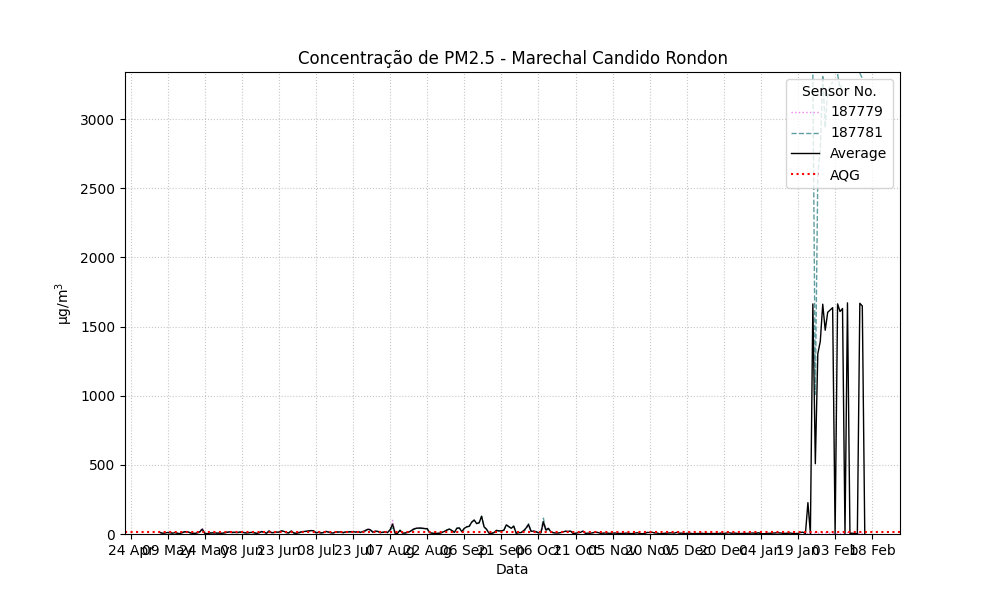 Concentração de PM2.5 - Marechal Candido Rondon
Sensor No.
187779
187781
Average
AQG
3000
2500
2000
1500
1000
500
0
µg/m³
24 Apr 09 May 24 May 08 Jun 23 Jun 08 Jul 23 Jul 07 Aug 22 Aug 06 Sep 21 Sep 06 Oct 21 Oct 05 Nov 20 Nov 05 Dec 20 Dec 04 Jan 19 Jan 03 Feb 18 Feb
Data